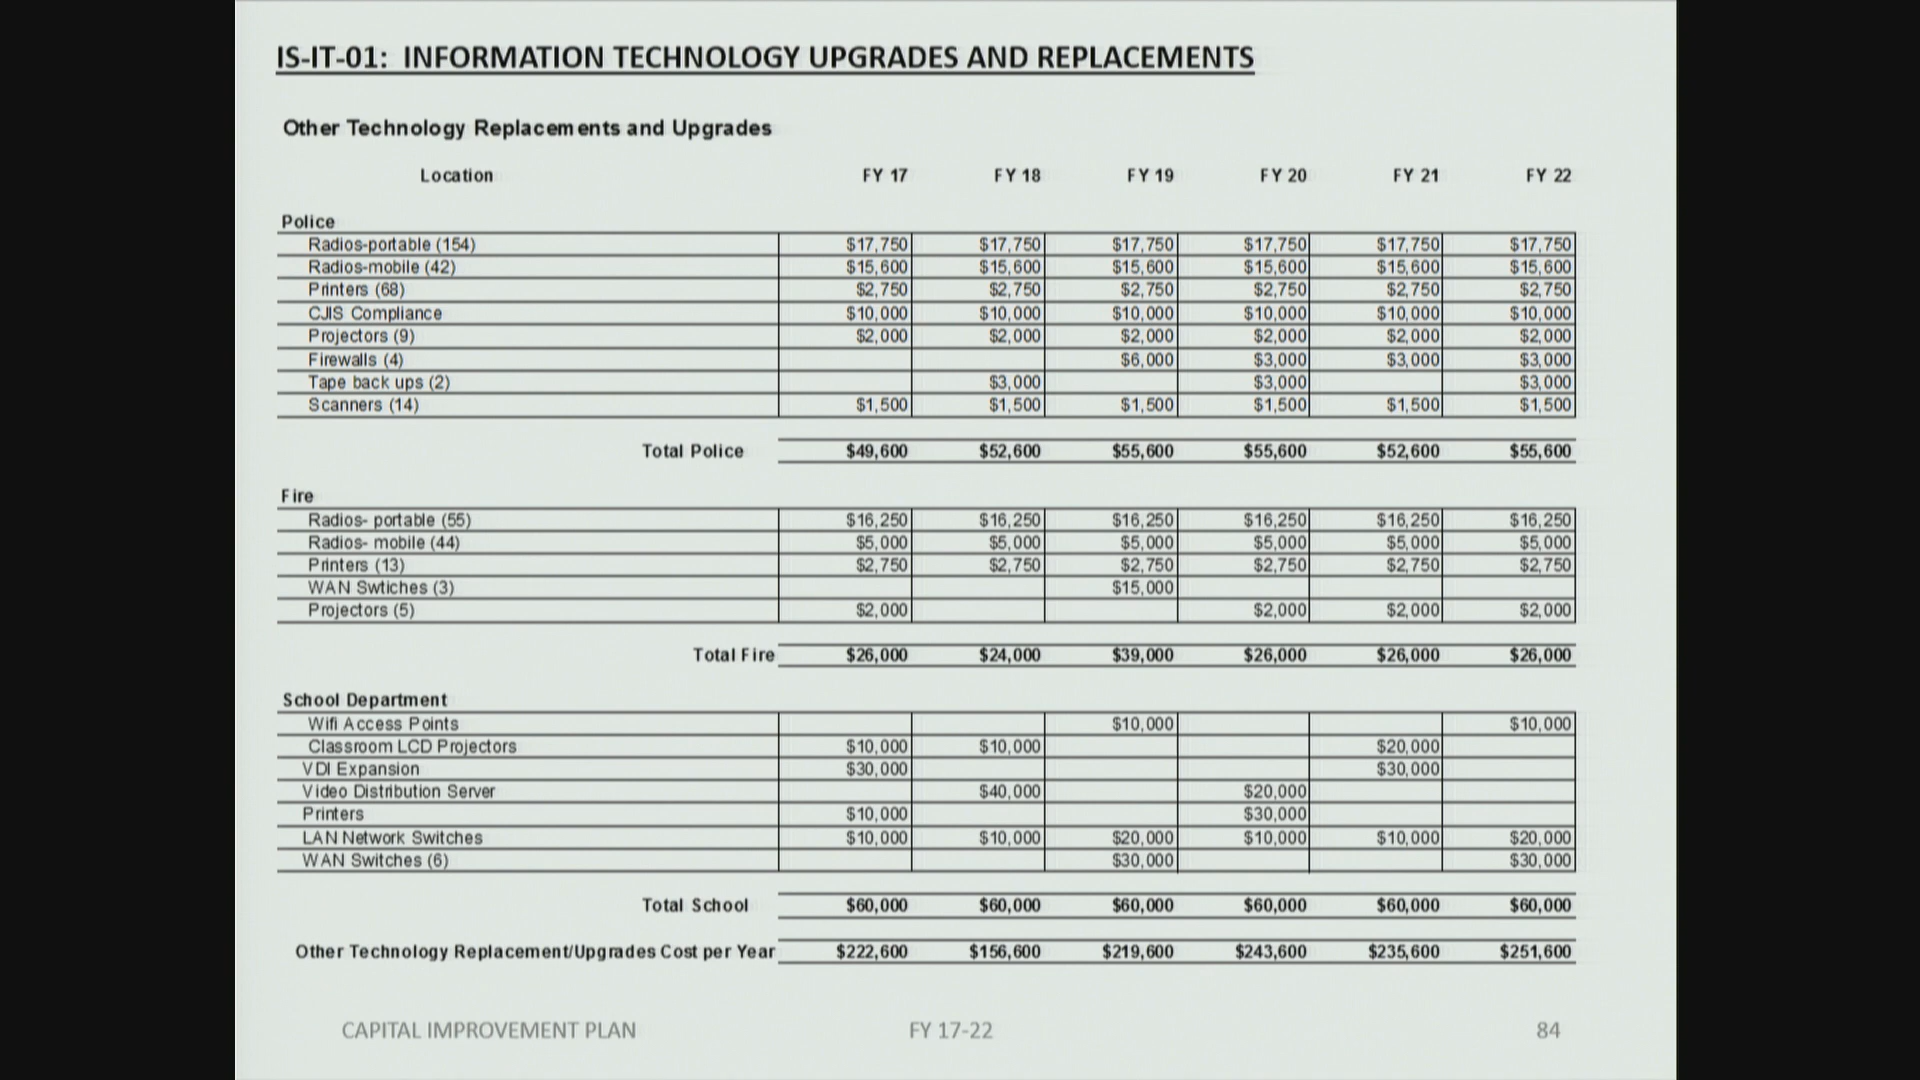 IS-IT-01: INFORMATION TECHNOLOGY UPGRADES AND REPLACEMENTS
Other Technology Replacements and Upgrades
Location FY 17 FY 18 FY 19 FY 20 FY 21 FY 22
Police
Radios-portable (154) $17,750 $17,750 $17,750 $17,750 $17,750 $17,750
Radios-mobile (42) $15,600 $15,600 $15,600 $15,600 $15,600 $15,600
Printers (68) $2,750 $2,750 $2,750 $2,750 $2,750 $2,750
CJIS Compliance $10,000 $10,000 $10,000 $10,000 $10,000 $10,000
Projectors (9) $2,000 $2,000 $2,000 $2,000 $2,000 $2,000
Firewalls (4) $6,000 $3,000 $3,000 $3,000
Tape back ups (2) $3,000 $3,000 $3,000
Scanners (14) $1,500 $1,500 $1,500 $1,500 $1,500 $1,500
Total Police $49,600 $52,600 $55,600 $55,600 $52,600 $55,600
Fire
Radios- portable (55) $16,250 $16,250 $16,250 $16,250 $16,250 $16,250
Radios- mobile (44) $5,000 $5,000 $5,000 $5,000 $5,000 $5,000
Printers (13) $2,750 $2,750 $2,750 $2,750 $2,750 $2,750
WAN Swtiches (3) $15,000
Projectors (5) $2,000 $2,000 $2,000 $2,000
Total Fire $26,000 $24,000 $39,000 $26,000 $26,000 $26,000
School Department
Wifi Access Points $10,000 $10,000
Classroom LCD Projectors $10,000 $10,000 $20,000
VDI Expansion $30,000 $30,000
Video Distribution Server $40,000 $20,000
Printers $10,000 $30,000
LAN Network Switches $10,000 $10,000 $20,000 $10,000 $10,000 $20,000
WAN Switches (6) $30,000 $30,000
Total School $60,000 $60,000 $60,000 $60,000 $60,000 $60,000
Other Technology Replacement/Upgrades Cost per Year $222,600 $156,600 $219,600 $243,600 $235,600 $251,600
CAPITAL IMPROVEMENT PLAN FY 17-22 84